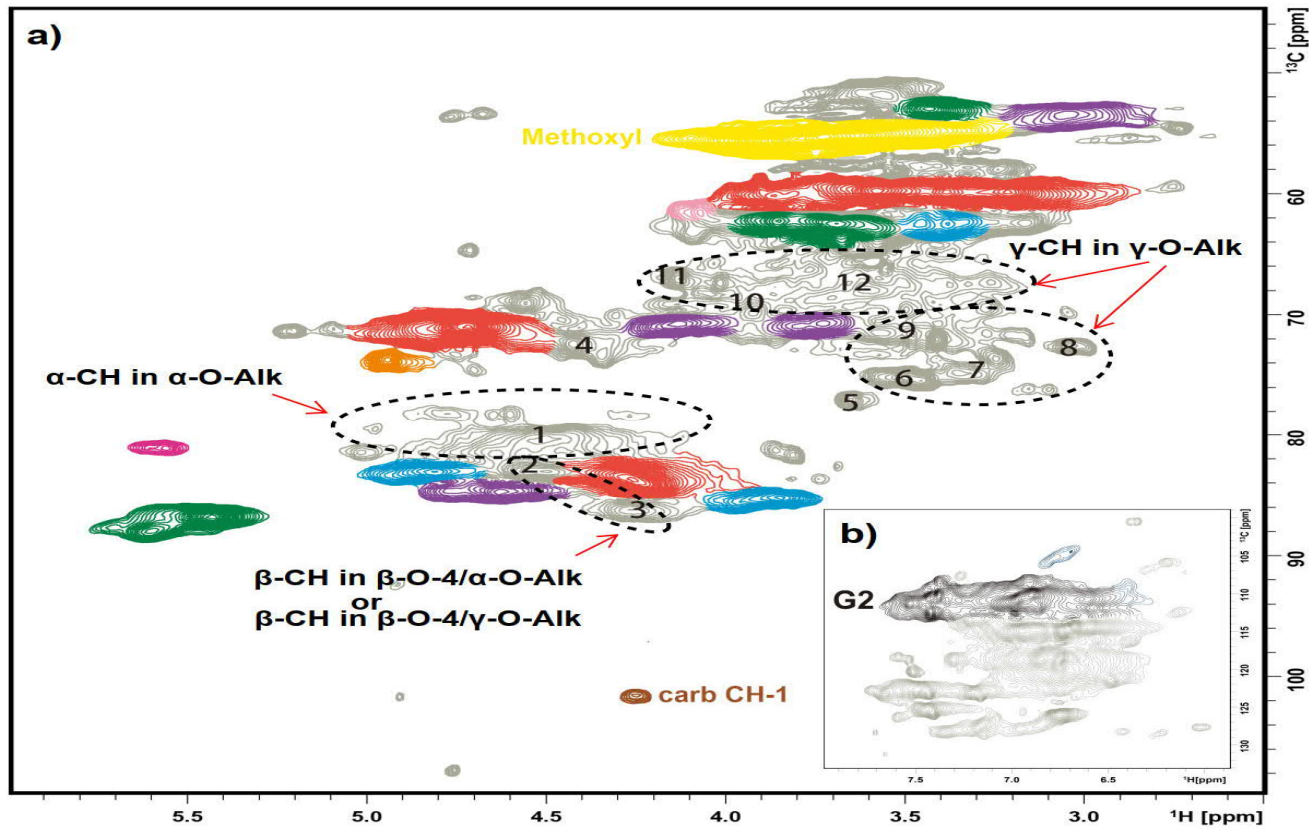 a)
¹³C [ppm]
Methoxyl
60
γ-CH in γ-O-Alk
11
12
10
70
9
4
8
7
6
α-CH in α-O-Alk
5
1
80
2
3
b)
¹³C [ppm]
105
90
β-CH in β-O-4/α-O-Alk
or
β-CH in β-O-4/γ-O-Alk
G2
110
115
120
100
carb CH-1
125
130
7.5
7.0
6.5
¹H[ppm]
5.5
5.0
4.5
4.0
3.5
3.0
¹H [ppm]